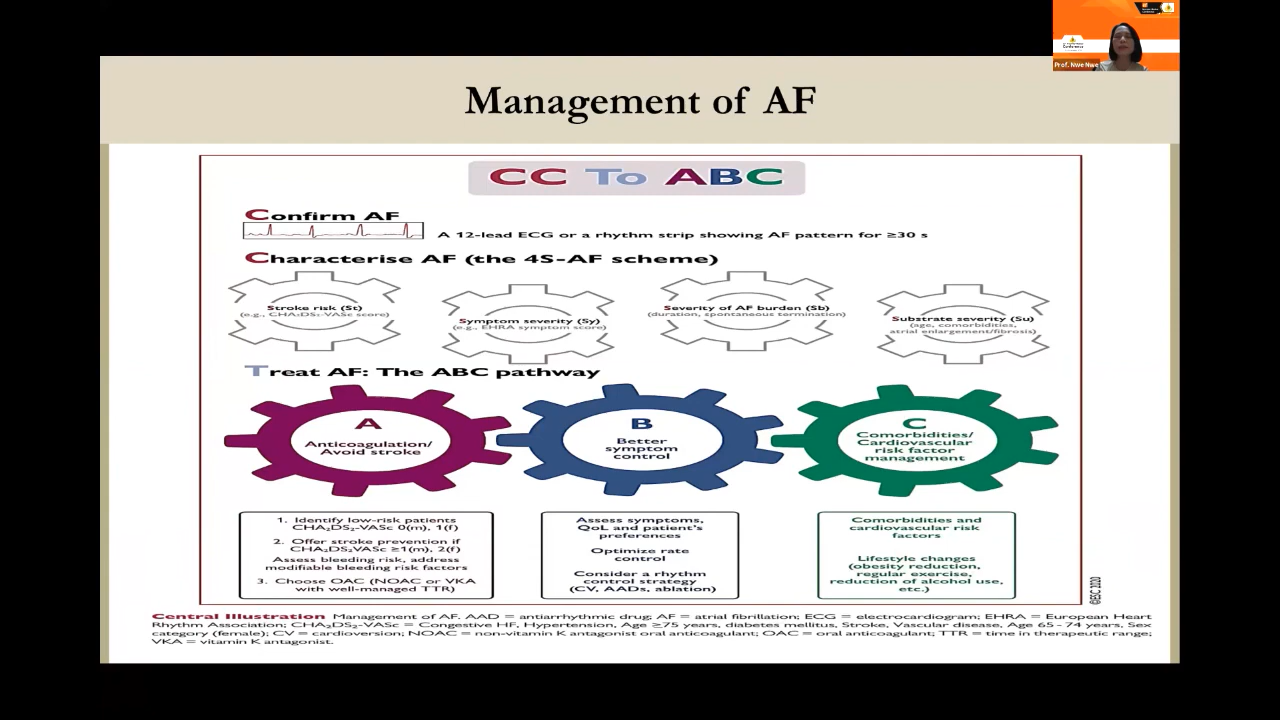 Conference
Prof. Nwe Nwe
Management of AF
CC To ABC
Confirm AF
A 12-lead ECG or a rhythm strip showing AF pattern for ≥30 s
Characterise AF (the 4S-AF scheme)
Stroke risk (St)
(e.g., CHA₂DS₂-VASc score)
Symptom severity (Sy)
(e.g., EHRA symptom score)
Severity of AF burden (Sb)
(duration, spontaneous termination)
Substrate severity (Su)
(age, comorbidities,
atrial enlargement/fibrosis)
Treat AF: The ABC pathway
A
Anticoagulation/
Avoid stroke
B
Better
symptom
control
C
Comorbidities/
Cardiovascular
risk factor
management
1. Identify low-risk patients
CHA₂DS₂-VASc 0(m), 1(f)
2. Offer stroke prevention if
CHA₂DS₂VASc ≥1(m), 2(f)
Assess bleeding risk, address
modifiable bleeding risk factors
3. Choose OAC (NOAC or VKA
with well-managed TTR)
Assess symptoms,
QoL and patient's
preferences
Optimize rate
control
Consider a rhythm
control strategy
(CV, AADs, ablation)
Comorbidities and
cardiovascular risk
factors
Lifestyle changes
(obesity reduction,
regular exercise,
reduction of alcohol use,
etc.)
©ESC 2020
Central Illustration Management of AF. AAD = antiarrhythmic drug; AF = atrial fibrillation; ECG = electrocardiogram; EHRA = European Heart
Rhythm Association; CHA₂DS₂-VASc = Congestive HF, Hypertension, Age ≥75 years, diabetes mellitus, Stroke, Vascular disease, Age 65 - 74 years, Sex
category (female); CV = cardioversion; NOAC = non-vitamin K antagonist oral anticoagulant; OAC = oral anticoagulant; TTR = time in therapeutic range;
VKA = vitamin K antagonist.